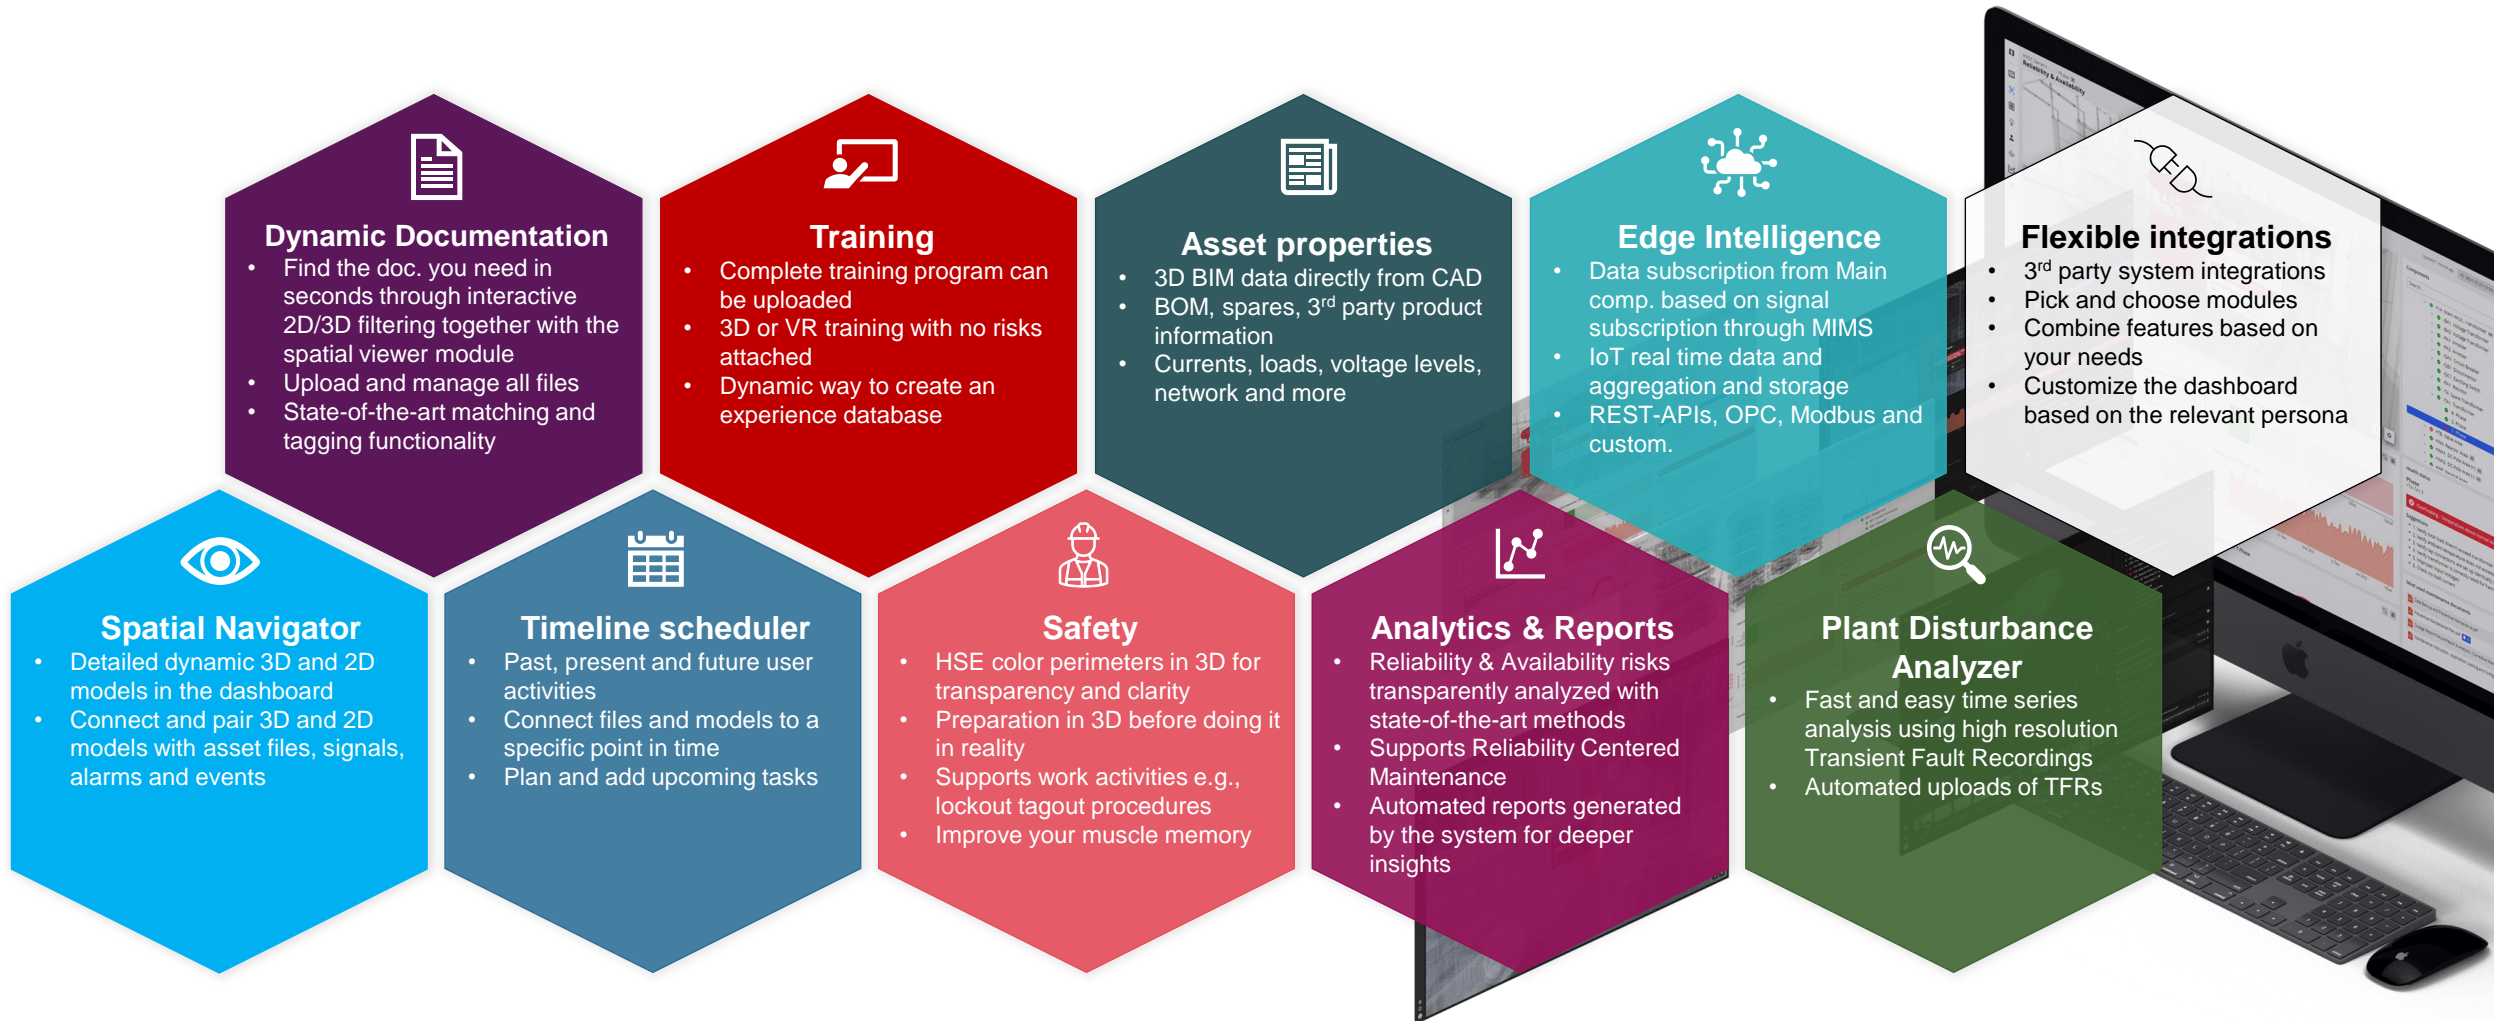 Dynamic Documentation
• Find the doc. you need in
seconds through interactive
2D/3D filtering together with the
spatial viewer module
• Upload and manage all files
• State-of-the-art matching and
tagging functionality
Training
• Complete training program can
be uploaded
• 3D or VR training with no risks
attached
• Dynamic way to create an
experience database
Asset properties
• 3D BIM data directly from CAD
• BOM, spares, 3rd party product
information
• Currents, loads, voltage levels,
network and more
Edge Intelligence
• Data subscription from Main
comp. based on signal
subscription through MIMS
• IoT real time data and
aggregation and storage
• REST-APIs, OPC, Modbus and
custom.
Flexible integrations
• 3rd party system integrations
• Pick and choose modules
• Combine features based on
your needs
• Customize the dashboard
based on the relevant persona
Spatial Navigator
• Detailed dynamic 3D and 2D
models in the dashboard
• Connect and pair 3D and 2D
models with asset files, signals,
alarms and events
Timeline scheduler
• Past, present and future user
activities
• Connect files and models to a
specific point in time
• Plan and add upcoming tasks
Safety
• HSE color perimeters in 3D for
transparency and clarity
• Preparation in 3D before doing it
in reality
• Supports work activities e.g.,
lockout tagout procedures
• Improve your muscle memory
Analytics & Reports
• Reliability & Availability risks
transparently analyzed with
state-of-the-art methods
• Supports Reliability Centered
Maintenance
• Automated reports generated
by the system for deeper
insights
Plant Disturbance
Analyzer
• Fast and easy time series
analysis using high resolution
Transient Fault Recordings
• Automated uploads of TFRs
Reliability & Availability